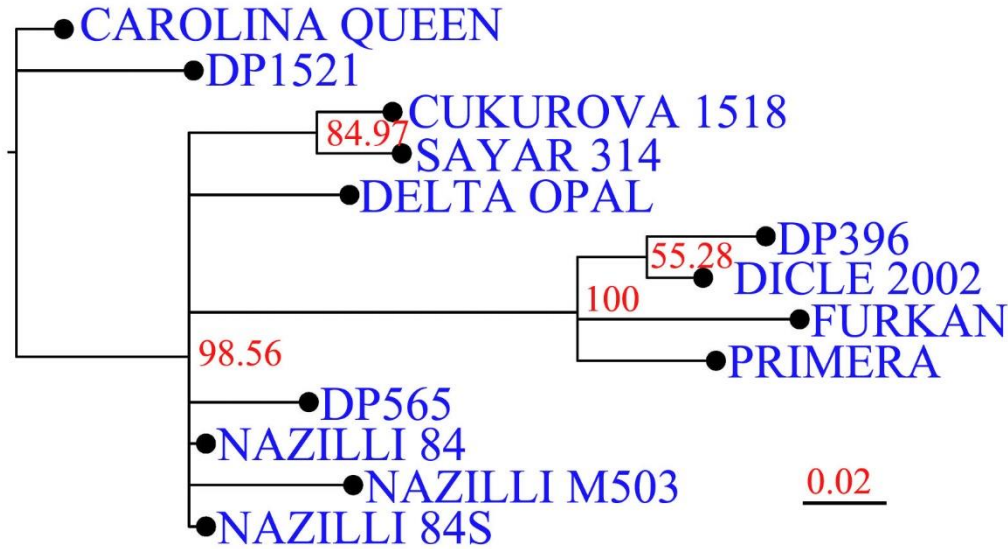 CAROLINA QUEEN
DP1521
CUKUROVA 1518
84.97
SAYAR 314
DELTA OPAL
DP396
55.28
DICLE 2002
100
FURKAN
98.56
PRIMERA
DP565
NAZILLI 84
NAZILLI M503
0.02
NAZILLI 84S